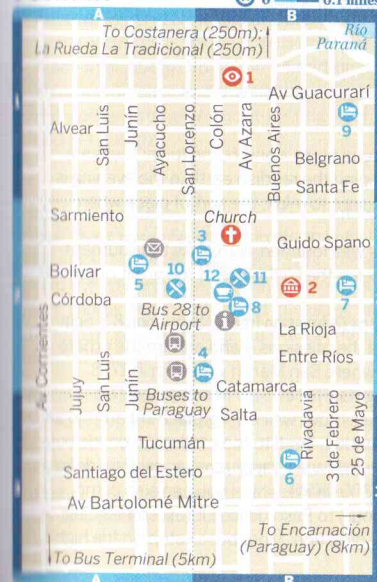 A
B
0
0.1 miles
To Costanera (250m);
La Rueda La Tradicional (250m)
Río
Paraná
1
Av Guacurarí
Alvear
San Luis
Junín
Ayacucho
San Lorenzo
Colón
Av Azara
Buenos Aires
9
Belgrano
Santa Fe
Sarmiento
Church
3
Guido Spano
Bolívar
5
10
12
11
2
7
Córdoba
8
Bus 28 to
Airport
La Rioja
4
Entre Ríos
Av Corrientes
Jujuy
San Luis
Junín
Buses to
Paraguay
Catamarca
Salta
Tucumán
Rivadavia
3 de Febrero
25 de Mayo
Santiago del Estero
6
Av Bartolomé Mitre
To Encarnación
(Paraguay) (8km)
To Bus Terminal (5km)
A
B